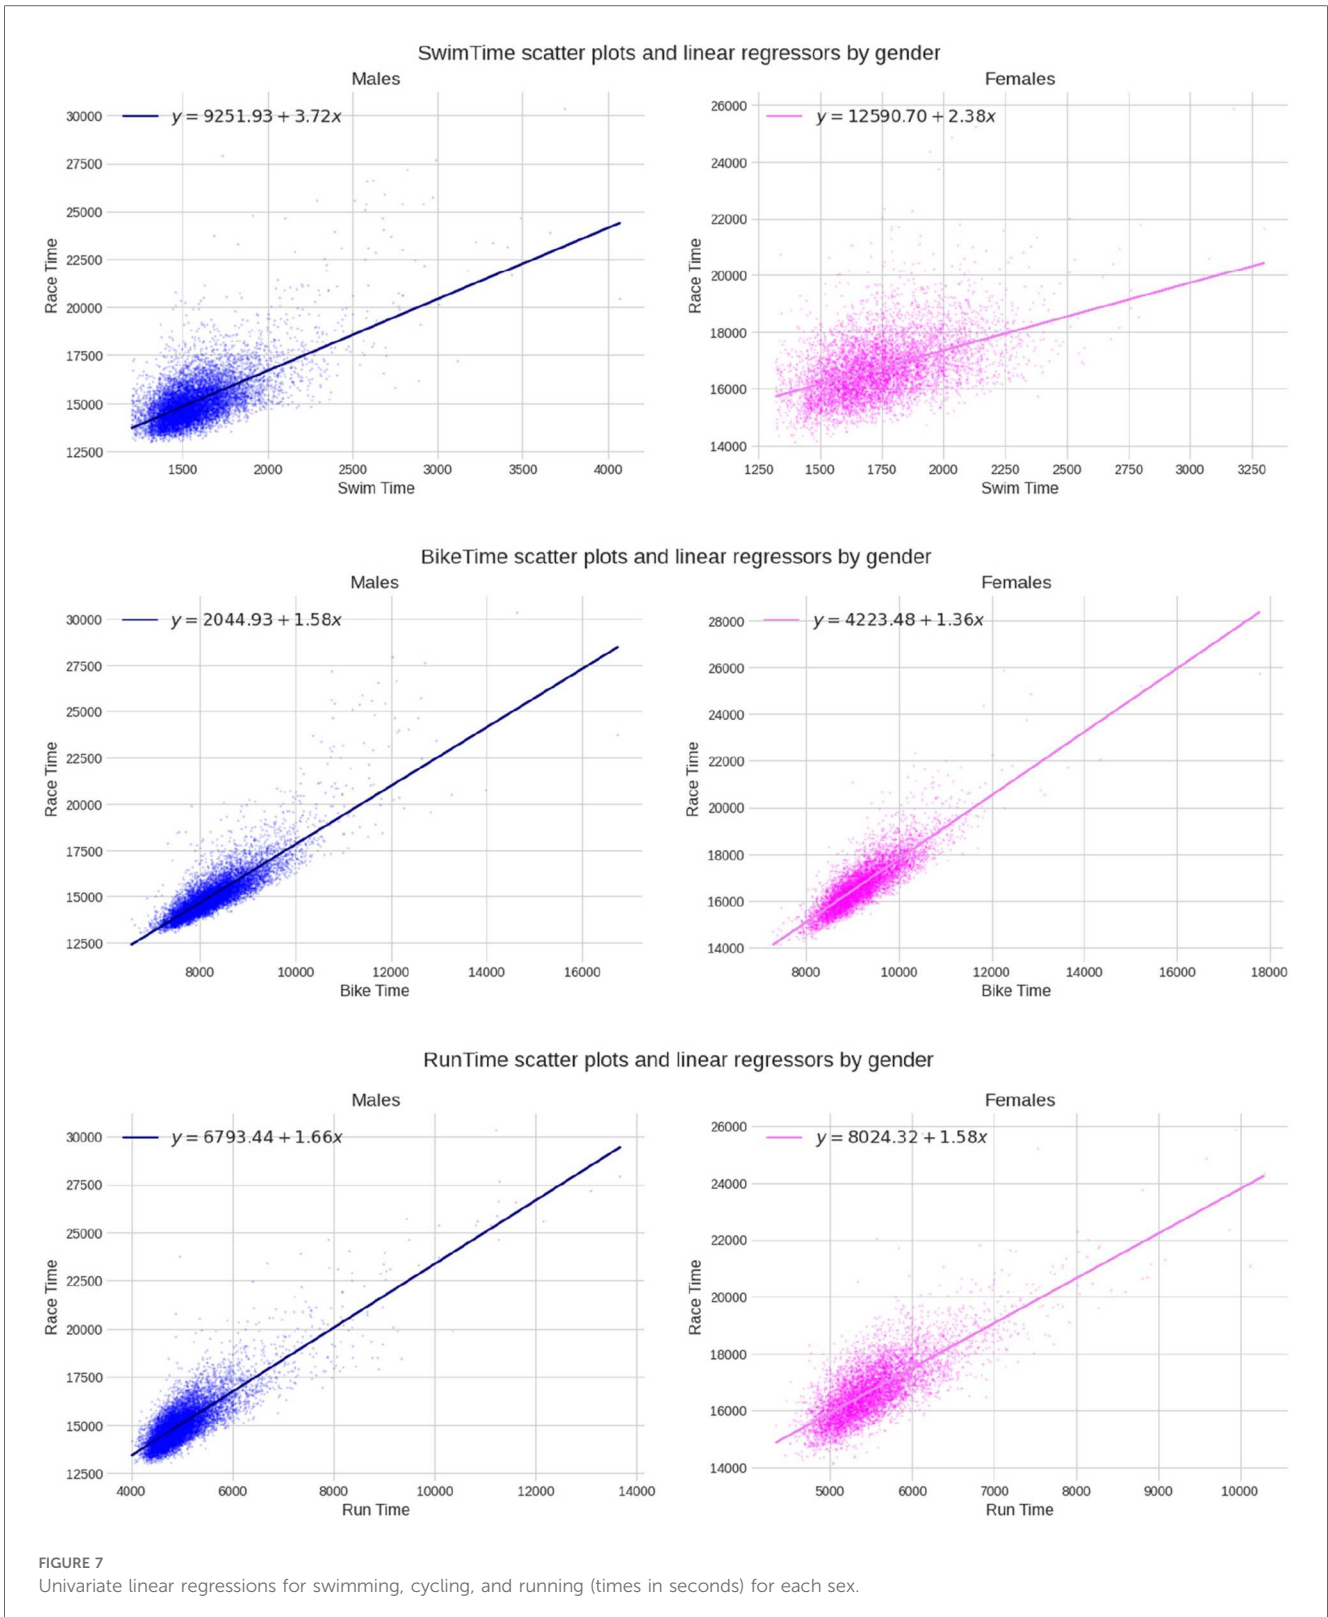 SwimTime scatter plots and linear regressors by gender
Males
Females
y = 9251.93 + 3.72x
y = 12590.70 + 2.38x
Race Time
30000
27500
25000
22500
20000
17500
15000
12500
1500 2000 2500 3000 3500 4000
Swim Time
Race Time
26000
24000
22000
20000
18000
16000
14000
1250 1500 1750 2000 2250 2500 2750 3000 3250
Swim Time
BikeTime scatter plots and linear regressors by gender
Males
Females
y = 2044.93 + 1.58x
y = 4223.48 + 1.36x
Race Time
30000
27500
25000
22500
20000
17500
15000
12500
8000 10000 12000 14000 16000
Bike Time
Race Time
28000
26000
24000
22000
20000
18000
16000
14000
8000 10000 12000 14000 16000 18000
Bike Time
RunTime scatter plots and linear regressors by gender
Males
Females
y = 6793.44 + 1.66x
y = 8024.32 + 1.58x
Race Time
30000
27500
25000
22500
20000
17500
15000
12500
4000 6000 8000 10000 12000 14000
Run Time
Race Time
26000
24000
22000
20000
18000
16000
14000
5000 6000 7000 8000 9000 10000
Run Time
FIGURE 7
Univariate linear regressions for swimming, cycling, and running (times in seconds) for each sex.